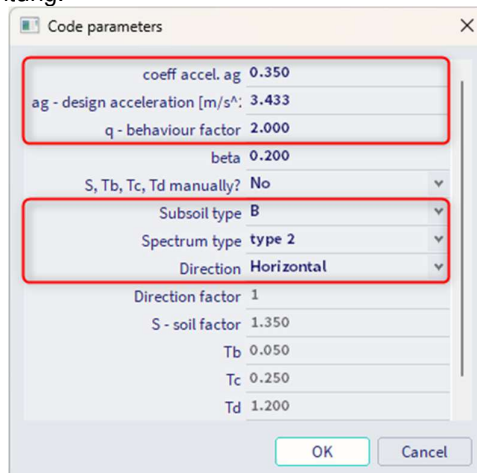 Code parameters
coeff accel. ag 0.350
ag - design acceleration [m/s^: 3.433
q - behaviour factor 2.000
beta 0.200
S, Tb, Tc, Td manually? No
Subsoil type B
Spectrum type type 2
Direction Horizontal
Direction factor 1
S - soil factor 1.350
Tb 0.050
Tc 0.250
Td 1.200
OK Cancel